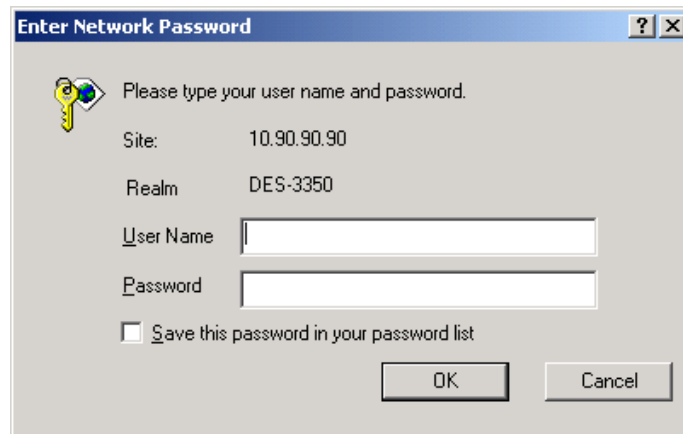 Enter Network Password
Please type your user name and password.
Site: 10.90.90.90
Realm DES-3350
User Name
Password
Save this password in your password list
OK Cancel